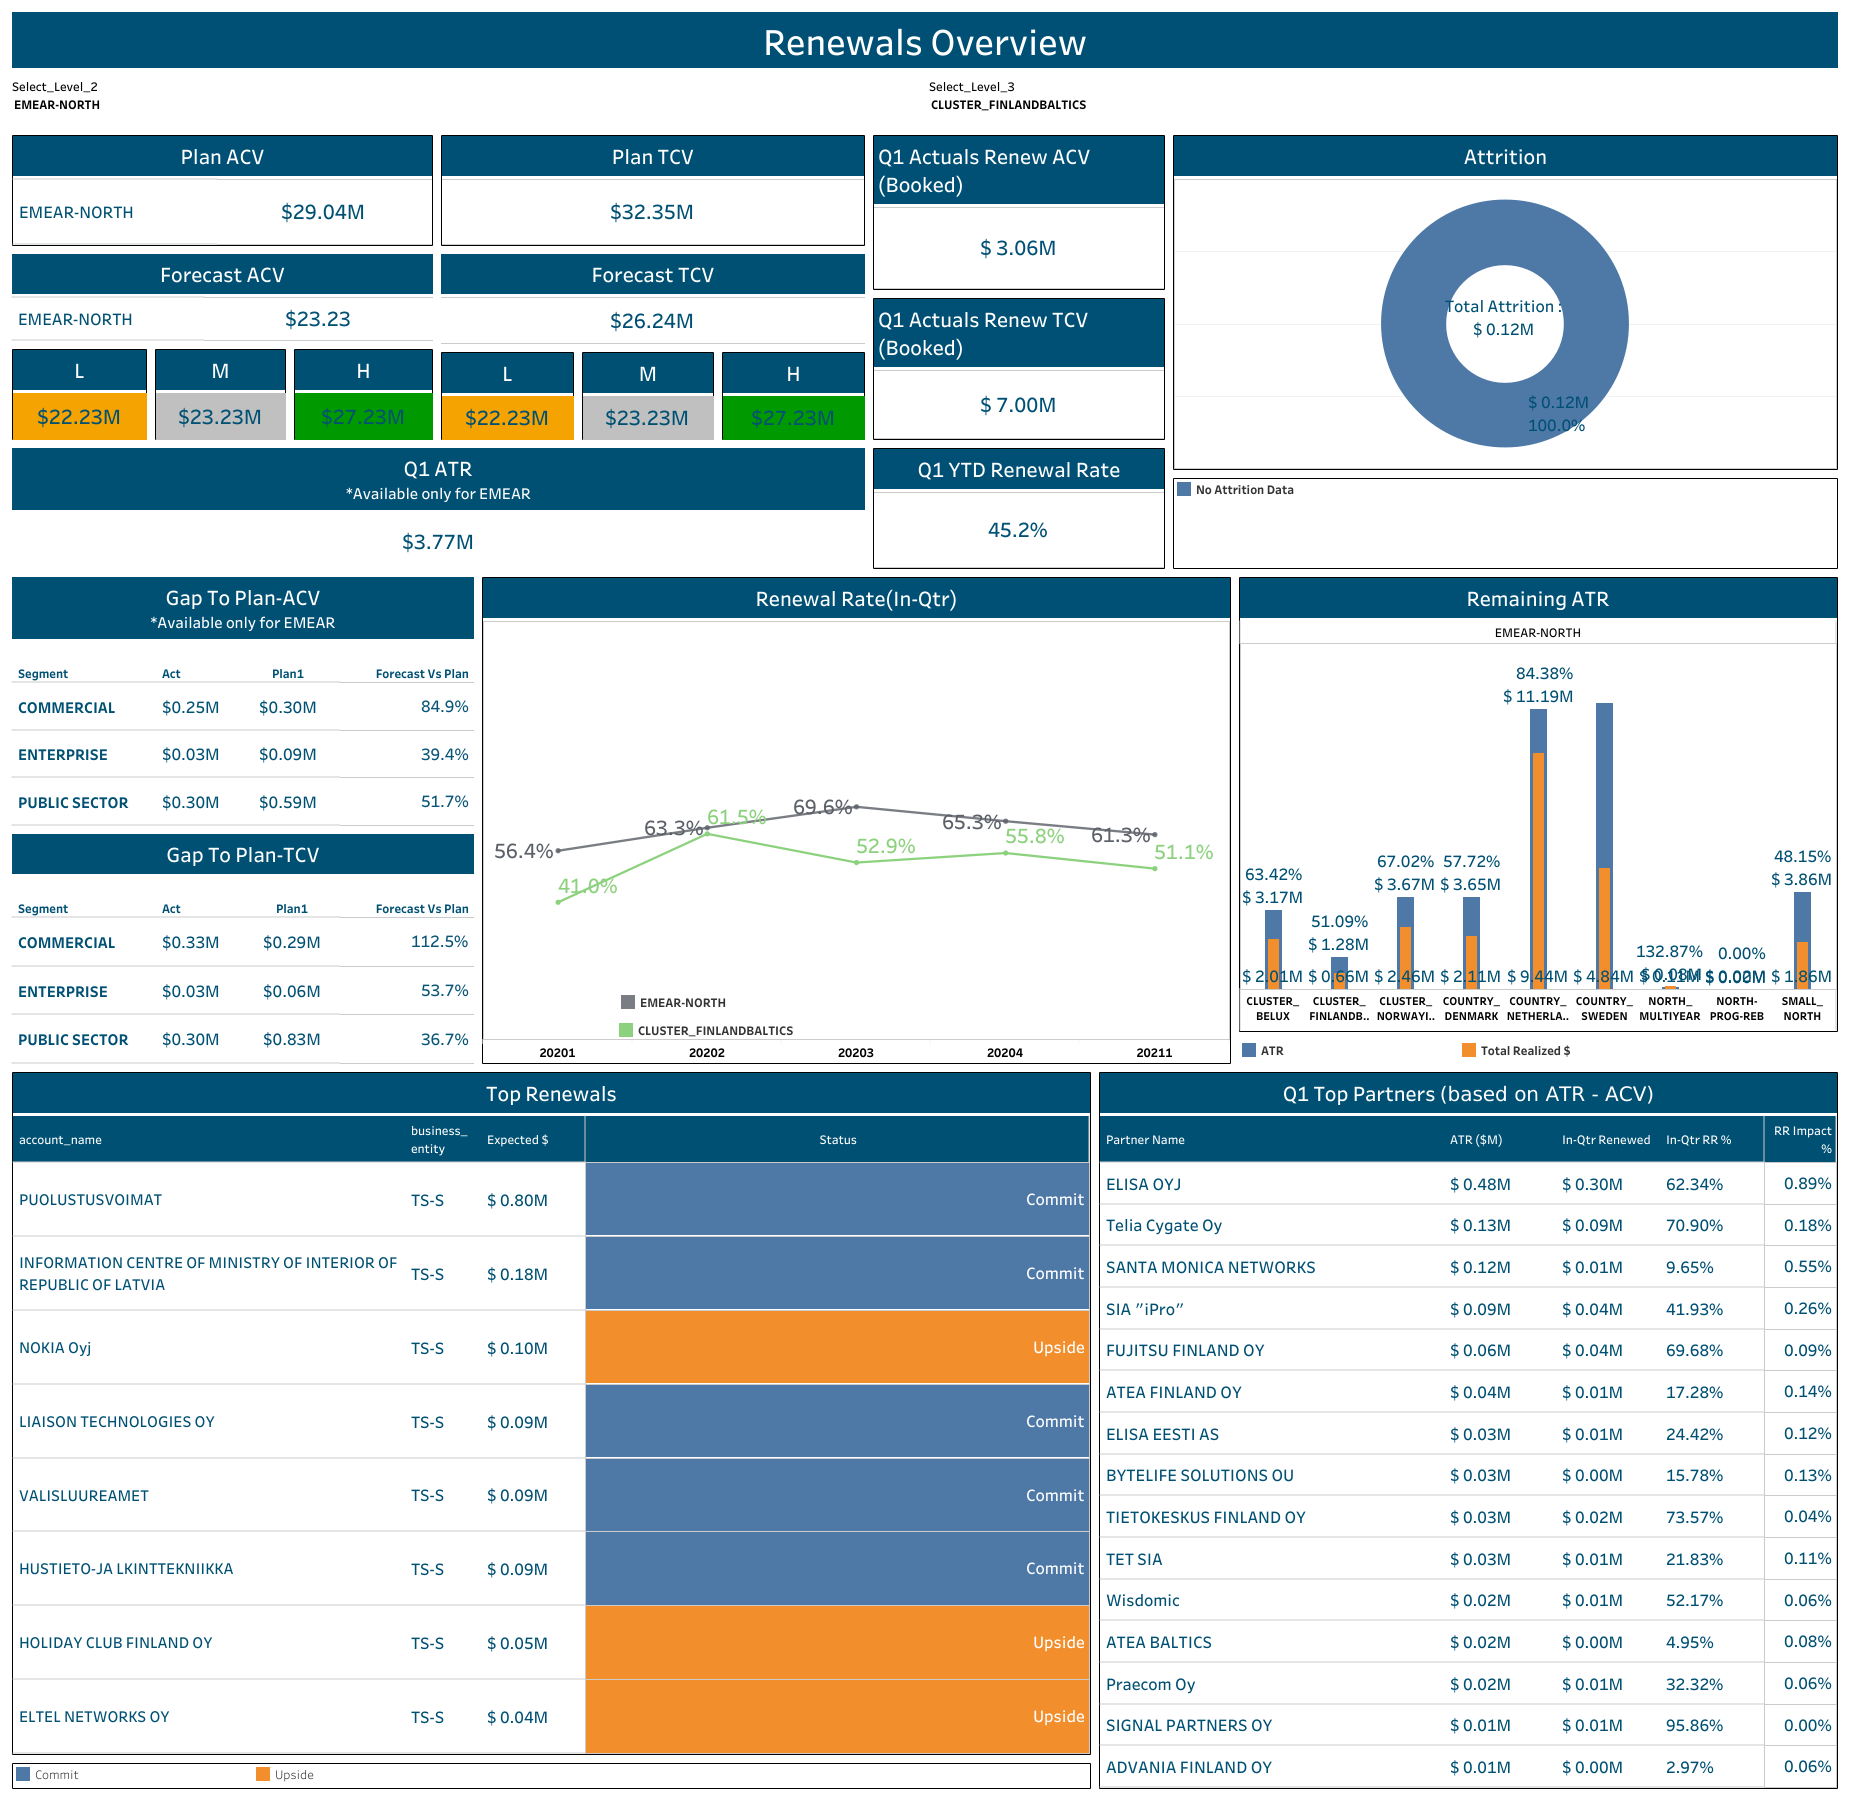 Renewals Overview
Select_Level_2
EMEAR-NORTH
Select_Level_3
CLUSTER_FINLANDBALTICS
Plan ACV
EMEAR-NORTH $29.04M
Plan TCV
$32.35M
Q1 Actuals Renew ACV
(Booked)
$ 3.06M
Attrition
Total Attrition :
$ 0.12M
$ 0.12M
100.0%
No Attrition Data
Forecast ACV
EMEAR-NORTH $23.23
Forecast TCV
$26.24M
L M H
$22.23M $23.23M $27.23M
L M H
$22.23M $23.23M $27.23M
Q1 Actuals Renew TCV
(Booked)
$ 7.00M
Q1 ATR
*Available only for EMEAR
$3.77M
Q1 YTD Renewal Rate
45.2%
Gap To Plan-ACV
*Available only for EMEAR
Segment Act Plan1 Forecast Vs Plan
COMMERCIAL $0.25M $0.30M 84.9%
ENTERPRISE $0.03M $0.09M 39.4%
PUBLIC SECTOR $0.30M $0.59M 51.7%
Gap To Plan-TCV
Segment Act Plan1 Forecast Vs Plan
COMMERCIAL $0.33M $0.29M 112.5%
ENTERPRISE $0.03M $0.06M 53.7%
PUBLIC SECTOR $0.30M $0.83M 36.7%
Renewal Rate(In-Qtr)
56.4% 63.3% 69.6% 65.3% 61.3%
41.0% 61.5% 52.9% 55.8% 51.1%
EMEAR-NORTH
CLUSTER_FINLANDBALTICS
20201 20202 20203 20204 20211
Remaining ATR
EMEAR-NORTH
84.38%
$ 11.19M
63.42%
$ 3.17M
51.09%
$ 1.28M
67.02% 57.72%
$ 3.67M $ 3.65M
48.15%
$ 3.86M
132.87% 0.00%
$ 0.08M
$ 2.01M $ 0.66M $ 2.46M $ 2.11M $ 9.44M $ 4.84M $ 0.11M $ 1.86M
CLUSTER_ CLUSTER_ CLUSTER_ COUNTRY_ COUNTRY_ COUNTRY_ NORTH_ NORTH- SMALL_
BELUX FINLANDB.. NORWAYI.. DENMARK NETHERLA.. SWEDEN MULTIYEAR PROG-REB NORTH
ATR Total Realized $
Top Renewals
account_name business_ Expected $ Status
entity
PUOLUSTUSVOIMAT TS-S $ 0.80M Commit
INFORMATION CENTRE OF MINISTRY OF INTERIOR OF
REPUBLIC OF LATVIA TS-S $ 0.18M Commit
NOKIA Oyj TS-S $ 0.10M Upside
LIAISON TECHNOLOGIES OY TS-S $ 0.09M Commit
VALISLUUREAMET TS-S $ 0.09M Commit
HUSTIETO-JA LKINTTEKNIIKKA TS-S $ 0.09M Commit
HOLIDAY CLUB FINLAND OY TS-S $ 0.05M Upside
ELTEL NETWORKS OY TS-S $ 0.04M Upside
Commit Upside
Q1 Top Partners (based on ATR - ACV)
Partner Name ATR ($M) In-Qtr Renewed In-Qtr RR % RR Impact
%
ELISA OYJ $ 0.48M $ 0.30M 62.34% 0.89%
Telia Cygate Oy $ 0.13M $ 0.09M 70.90% 0.18%
SANTA MONICA NETWORKS $ 0.12M $ 0.01M 9.65% 0.55%
SIA ”iPro” $ 0.09M $ 0.04M 41.93% 0.26%
FUJITSU FINLAND OY $ 0.06M $ 0.04M 69.68% 0.09%
ATEA FINLAND OY $ 0.04M $ 0.01M 17.28% 0.14%
ELISA EESTI AS $ 0.03M $ 0.01M 24.42% 0.12%
BYTELIFE SOLUTIONS OU $ 0.03M $ 0.00M 15.78% 0.13%
TIETOKESKUS FINLAND OY $ 0.03M $ 0.02M 73.57% 0.04%
TET SIA $ 0.03M $ 0.01M 21.83% 0.11%
Wisdomic $ 0.02M $ 0.01M 52.17% 0.06%
ATEA BALTICS $ 0.02M $ 0.00M 4.95% 0.08%
Praecom Oy $ 0.02M $ 0.01M 32.32% 0.06%
SIGNAL PARTNERS OY $ 0.01M $ 0.01M 95.86% 0.00%
ADVANIA FINLAND OY $ 0.01M $ 0.00M 2.97% 0.06%